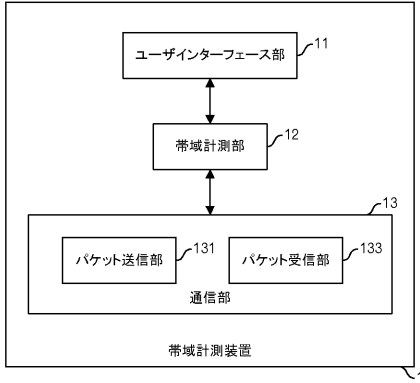 ユーザインターフェース部
11
帯域計測部
12
13
パケット送信部
131
パケット受信部
133
通信部
帯域計測装置